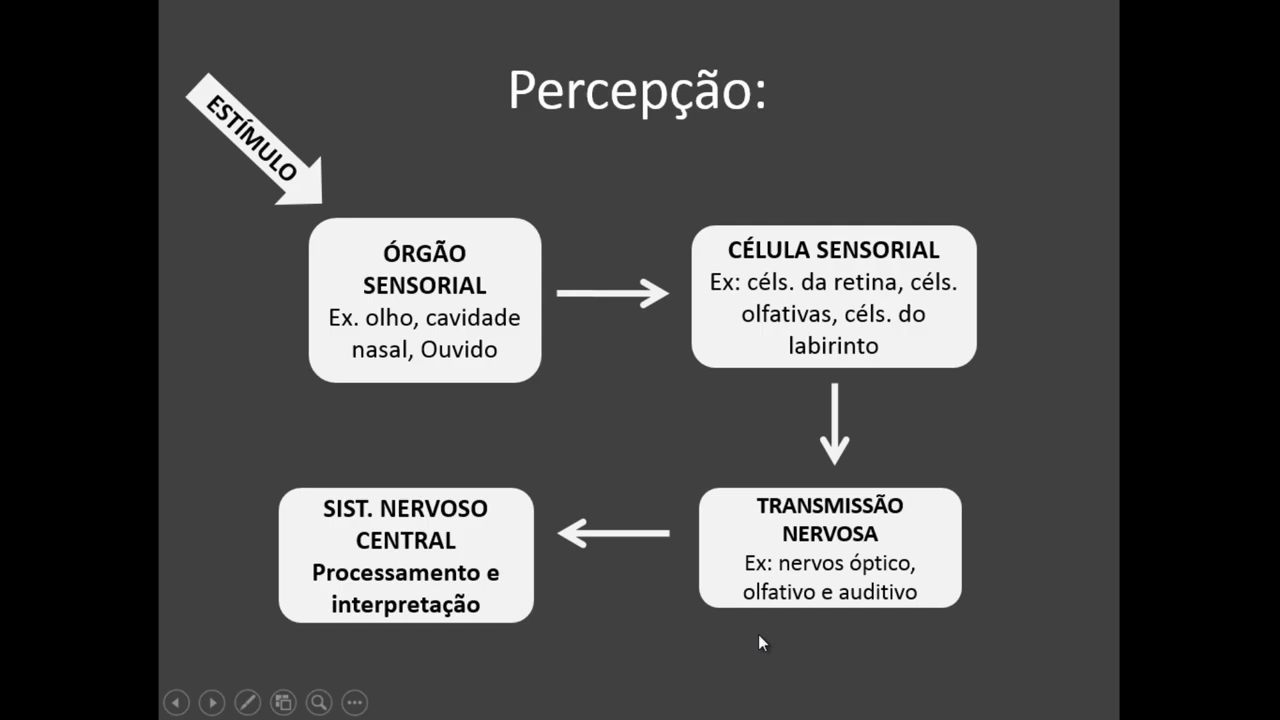 Percepção:
ESTÍMULO
ÓRGÃO
SENSORIAL
Ex. olho, cavidade
nasal, Ouvido
CÉLULA SENSORIAL
Ex: céls. da retina, céls.
olfativas, céls. do
labirinto
TRANSMISSÃO
NERVOSA
Ex: nervos óptico,
olfativo e auditivo
SIST. NERVOSO
CENTRAL
Processamento e
interpretação